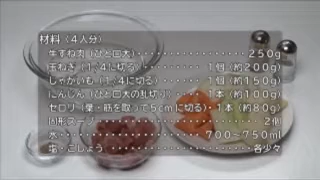 材料(4人分)
牛すね肉(ひと口大)・・・・・・・・・・・・・・・250g
玉ねぎ(1/4に切る)・・・・・・・・1個(約200g)
じゃがいも(1/4に切る)・・・・・・1個(約150g)
にんじん(ひと口大の乱切り)・・・1本(約100g)
セロリ(葉・筋を取り5cmに切る)・1本(約80g)
固形スープ・・・・・・・・・・・・・・・・・・・・2個
水・・・・・・・・・・・・・・・・・・700〜750ml
塩・こしょう・・・・・・・・・・・・・・・・・・各少々